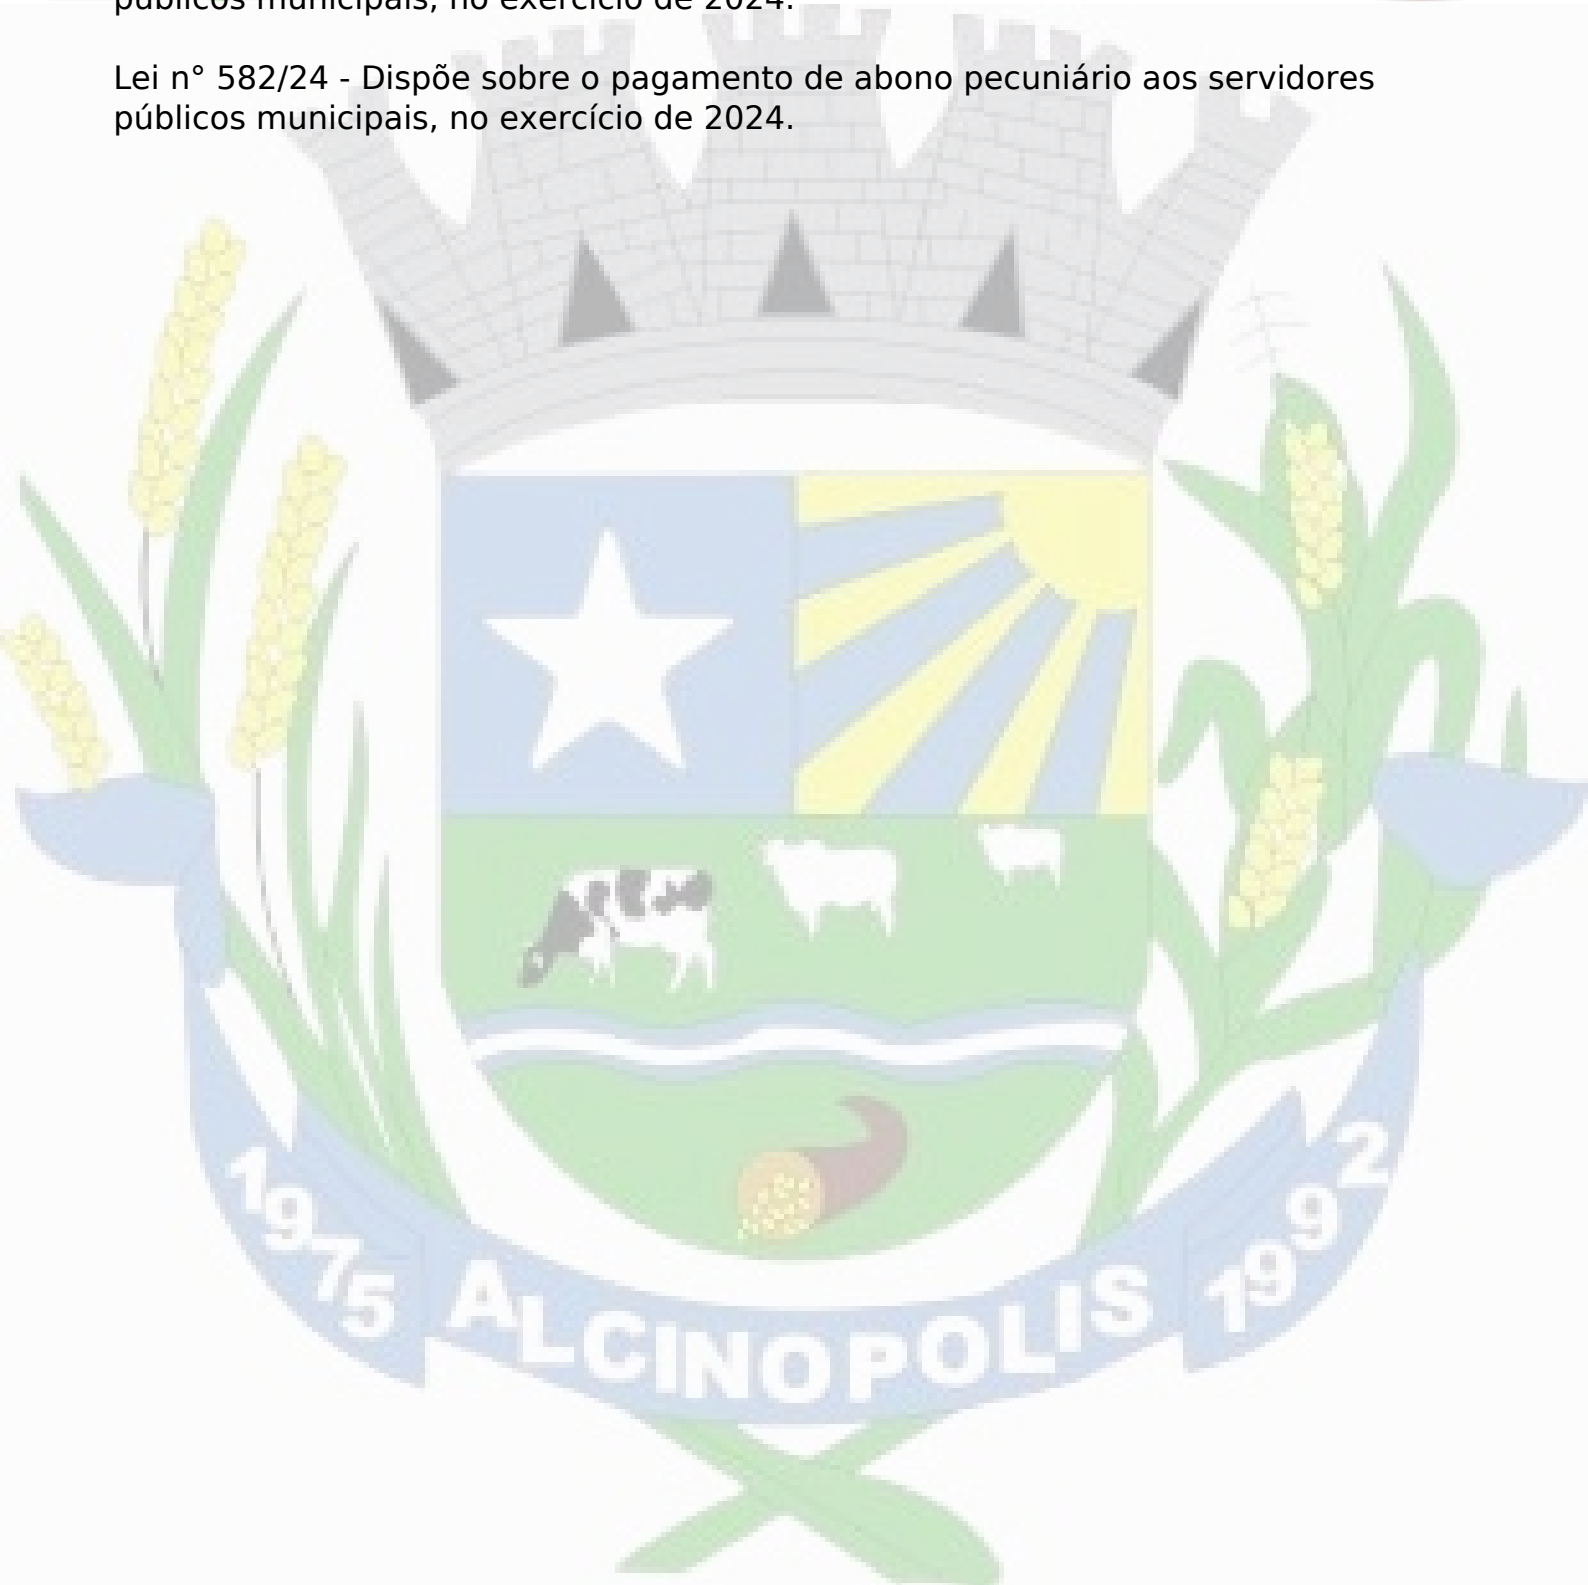 públicos municipais, no exercício de 2024.
Lei n° 582/24 - Dispõe sobre o pagamento de abono pecuniário aos servidores
públicos municipais, no exercício de 2024.
1975 ALCINOPOLIS 1992